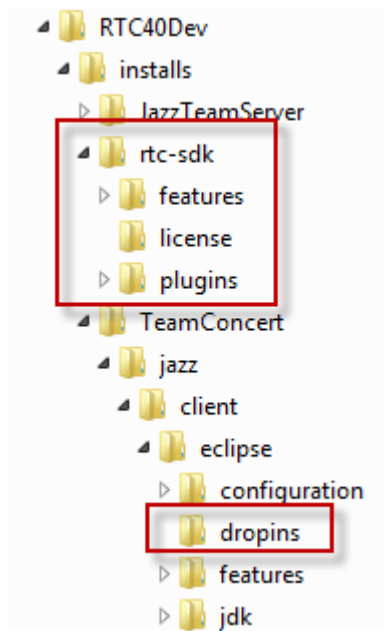 RTC40Dev
installs
JazzTeamServer
rtc-sdk
features
license
plugins
TeamConcert
jazz
client
eclipse
configuration
dropins
features
jdk